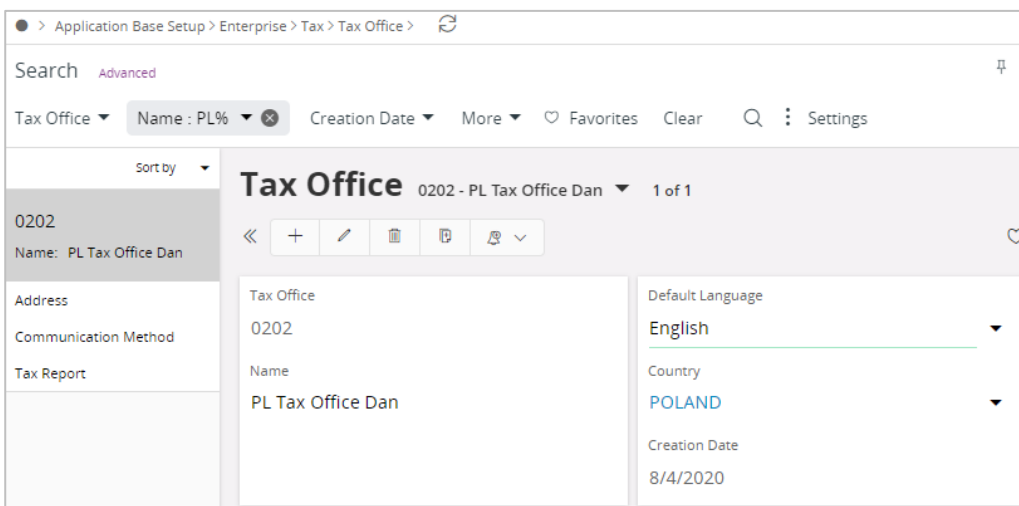 Application Base Setup > Enterprise > Tax > Tax Office >
Search Advanced
Tax Office Name : PL% Creation Date More Favorites Clear Settings
Sort by
0202
Name: PL Tax Office Dan
Address
Communication Method
Tax Report
Tax Office 0202 - PL Tax Office Dan 1 of 1
Tax Office
0202
Name
PL Tax Office Dan
Default Language
English
Country
POLAND
Creation Date
8/4/2020